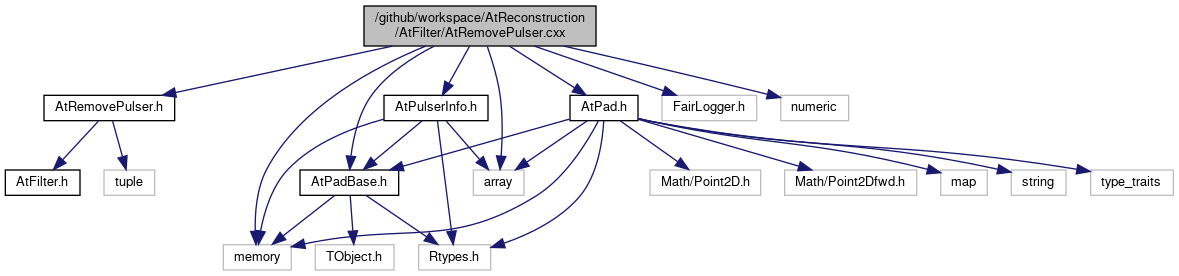 /github/workspace/AtReconstruction
/AtFilter/AtRemovePulser.cxx
AtRemovePulser.h
AtPulserInfo.h
AtPad.h
FairLogger.h
numeric
AtFilter.h
tuple
AtPadBase.h
array
Math/Point2D.h
Math/Point2Dfwd.h
map
string
type_traits
memory
TObject.h
Rtypes.h